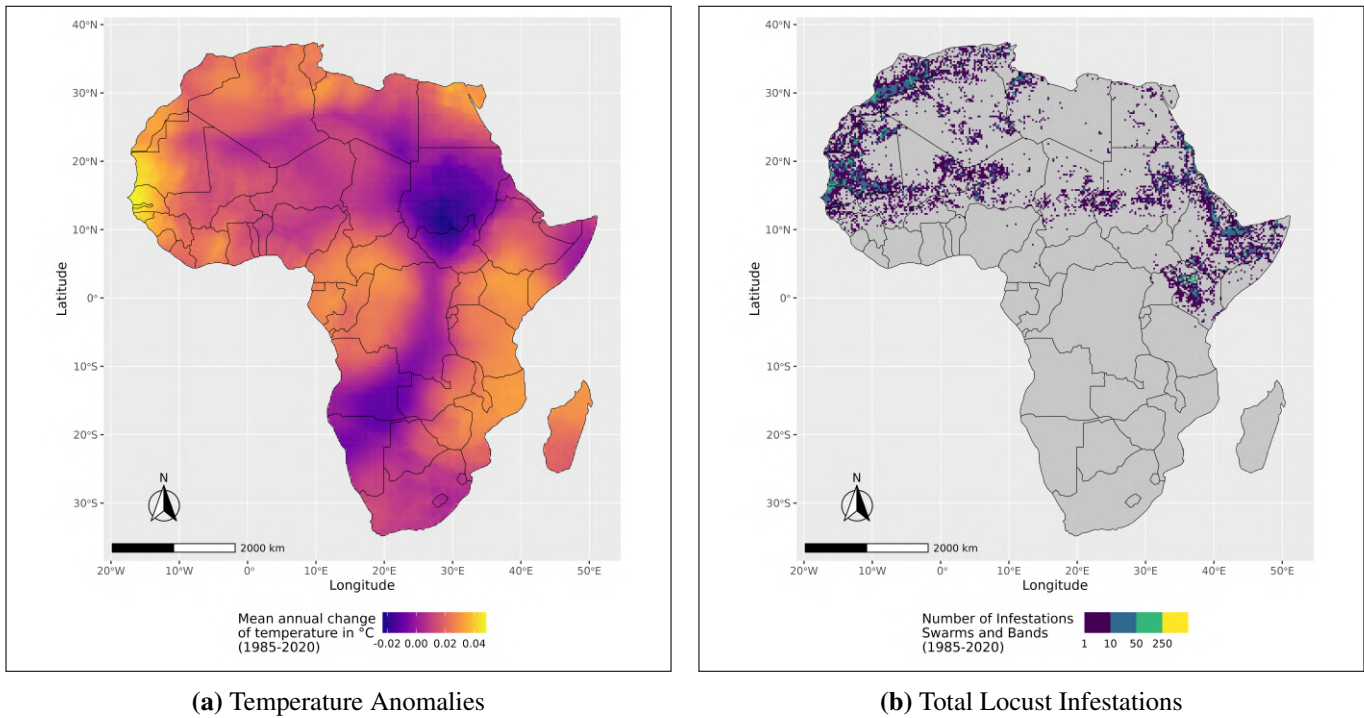 40°N
30°N
20°N
10°N
0°
10°S
20°S
30°S
Latitude
N
2000 km
20°W 10°W 0° 10°E 20°E 30°E 40°E 50°E
Longitude
Mean annual change
of temperature in °C
(1985-2020)
-0.02 0.00 0.02 0.04
(a) Temperature Anomalies
40°N
30°N
20°N
10°N
0°
10°S
20°S
30°S
Latitude
N
2000 km
20°W 10°W 0° 10°E 20°E 30°E 40°E 50°E
Longitude
Number of Infestations
Swarms and Bands
(1985-2020)
1 10 50 250
(b) Total Locust Infestations